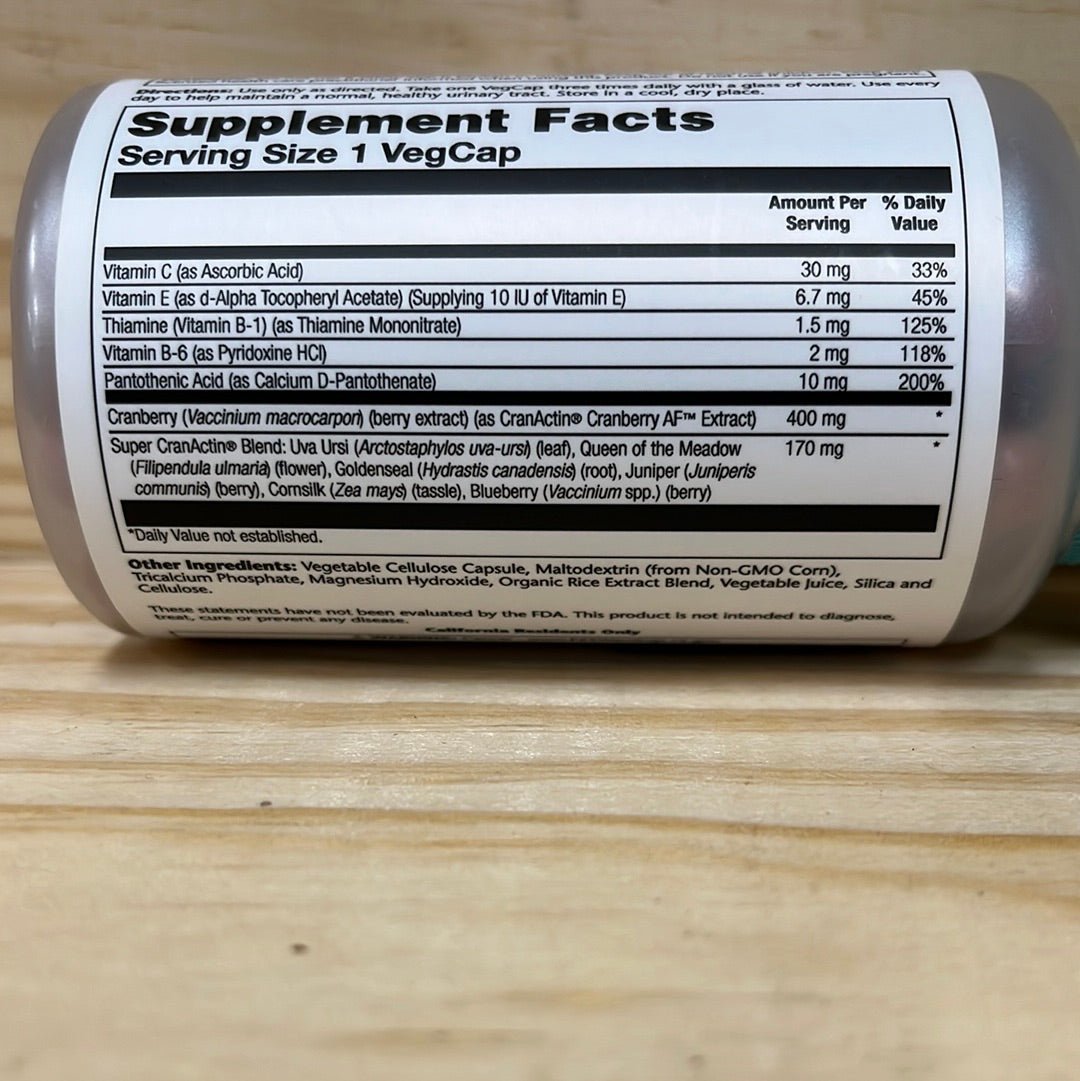 Directions: Use only as directed. Take one VegCap three times daily with a glass of water. Use every
day to help maintain a normal, healthy urinary tract. Store in a cool, dry place.
Supplement Facts
Serving Size 1 VegCap
Amount Per Serving % Daily Value
Vitamin C (as Ascorbic Acid) 30 mg 33%
Vitamin E (as d-Alpha Tocopheryl Acetate) (Supplying 10 IU of Vitamin E) 6.7 mg 45%
Thiamine (Vitamin B-1) (as Thiamine Mononitrate) 1.5 mg 125%
Vitamin B-6 (as Pyridoxine HCl) 2 mg 118%
Pantothenic Acid (as Calcium D-Pantothenate) 10 mg 200%
Cranberry (Vaccinium macrocarpon) (berry extract) (as CranActin® Cranberry AF™ Extract) 400 mg *
Super CranActin® Blend: Uva Ursi (Arctostaphylos uva-ursi) (leaf), Queen of the Meadow 170 mg *
(Filipendula ulmaria) (flower), Goldenseal (Hydrastis canadensis) (root), Juniper (Juniperis
communis) (berry), Cornsilk (Zea mays) (tassle), Blueberry (Vaccinium spp.) (berry)
*Daily Value not established.
Other Ingredients: Vegetable Cellulose Capsule, Maltodextrin (from Non-GMO Corn),
Tricalcium Phosphate, Magnesium Hydroxide, Organic Rice Extract Blend, Vegetable Juice, Silica and
Cellulose.
These statements have not been evaluated by the FDA. This product is not intended to diagnose,
treat, cure or prevent any disease.
California Residents Only